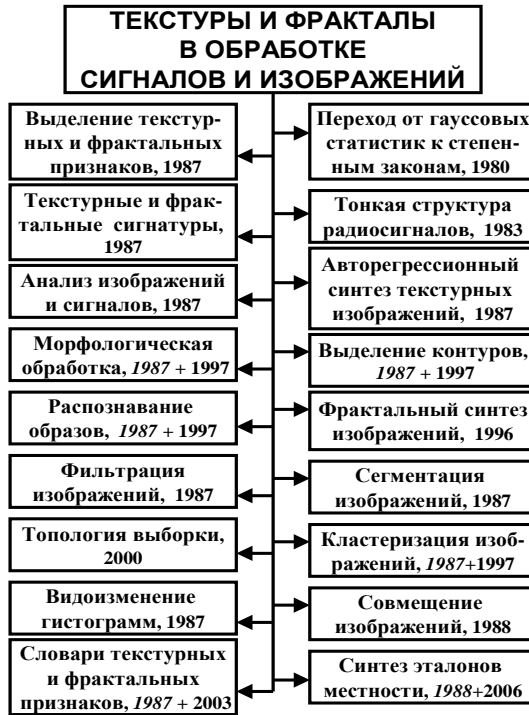 ТЕКСТУРЫ И ФРАКТАЛЫ
В ОБРАБОТКЕ
СИГНАЛОВ И ИЗОБРАЖЕНИЙ
Выделение текстур-
ных и фрактальных
признаков, 1987
Переход от гауссовых
статистик к степен-
ным законам, 1980
Текстурные и фрак-
тальные сигнатуры,
1987
Тонкая структура
радиосигналов, 1983
Анализ изображений
и сигналов, 1987
Авторегрессионный
синтез текстурных
изображений, 1987
Морфологическая
обработка, 1987 + 1997
Выделение контуров,
1987 + 1997
Распознавание
образов, 1987 + 1997
Фрактальный синтез
изображений, 1996
Фильтрация
изображений, 1987
Сегментация
изображений, 1987
Топология выборки,
2000
Кластеризация изоб-
ражений, 1987+1997
Видоизменение
гистограмм, 1987
Совмещение
изображений, 1988
Словари текстурных
и фрактальных
признаков, 1987 + 2003
Синтез эталонов
местности, 1988+2006